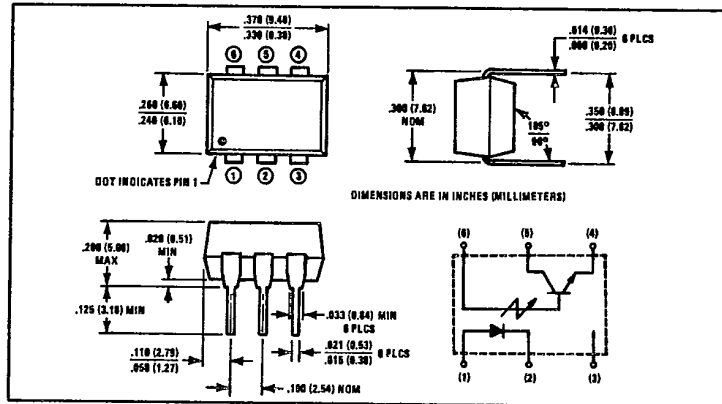 .370 (9.40)
.330 (8.38)
⑥ ⑤ ④
.260 (6.60)
.240 (6.10)
DOT INDICATES PIN 1
① ② ③
.014 (0.36)
6 PLCS
.300 (7.62)
NOM
105°
90°
.350 (8.89)
.300 (7.62)
DIMENSIONS ARE IN INCHES (MILLIMETERS)
.200 (5.08)
MAX
.020 (0.51)
MIN
.125 (3.18) MIN
.033 (0.84) MIN
6 PLCS
.021 (0.53)
.015 (0.38)
6 PLCS
.110 (2.79)
.050 (1.27)
.100 (2.54) NOM
(6) (5) (4)
(1) (2) (3)